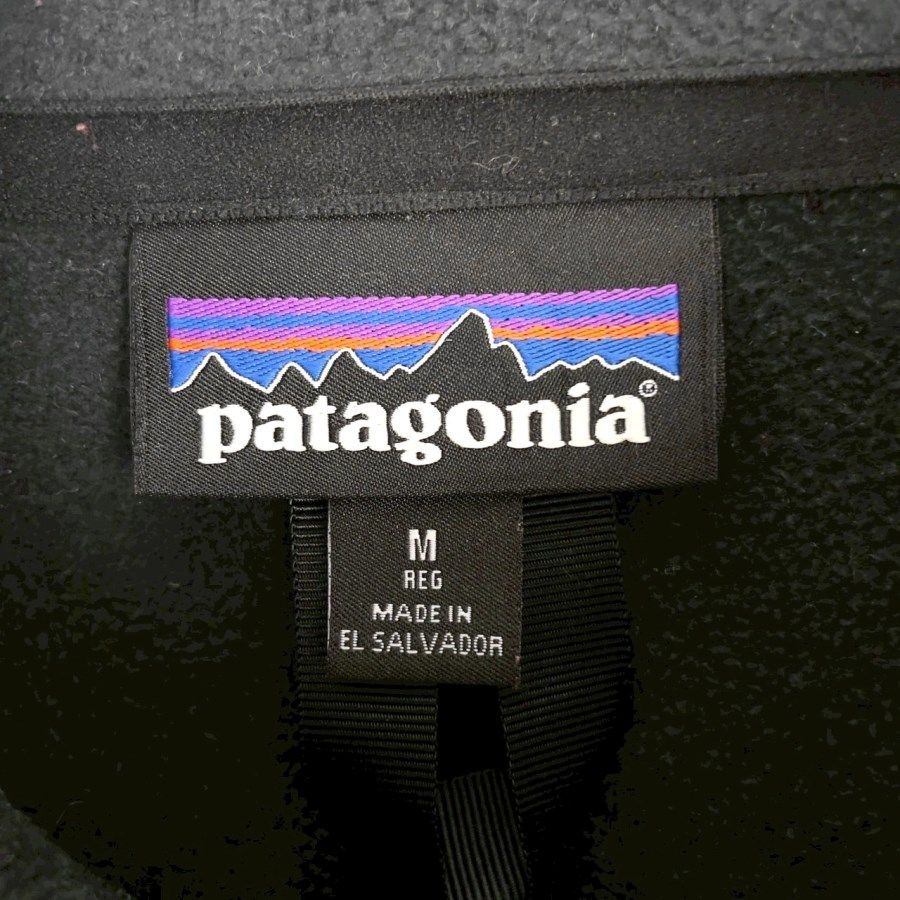 patagonia®
M
REG
MADE IN
EL SALVADOR